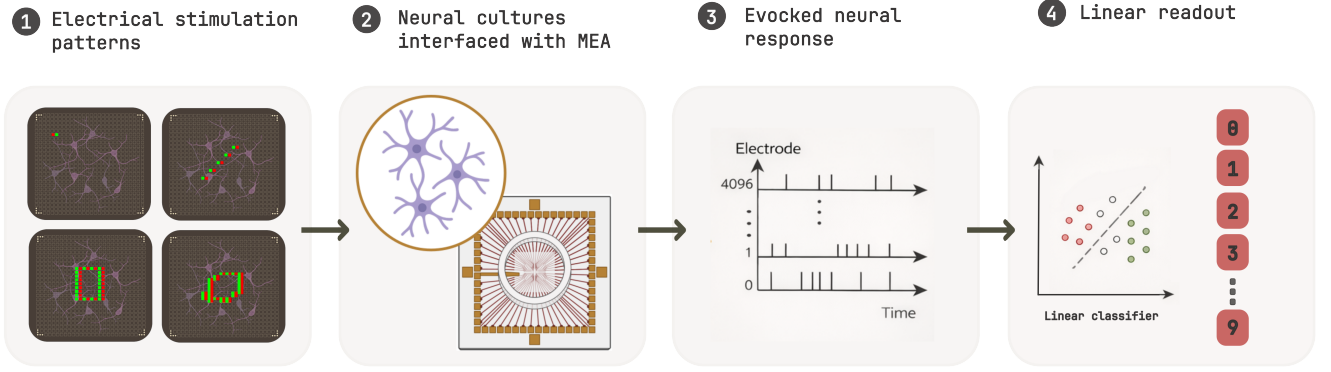 1 Electrical stimulation
patterns
2 Neural cultures
interfaced with MEA
3 Evocked neural
response
4 Linear readout
Electrode
4096
1
0
Time
Linear classifier
0
1
2
3
9